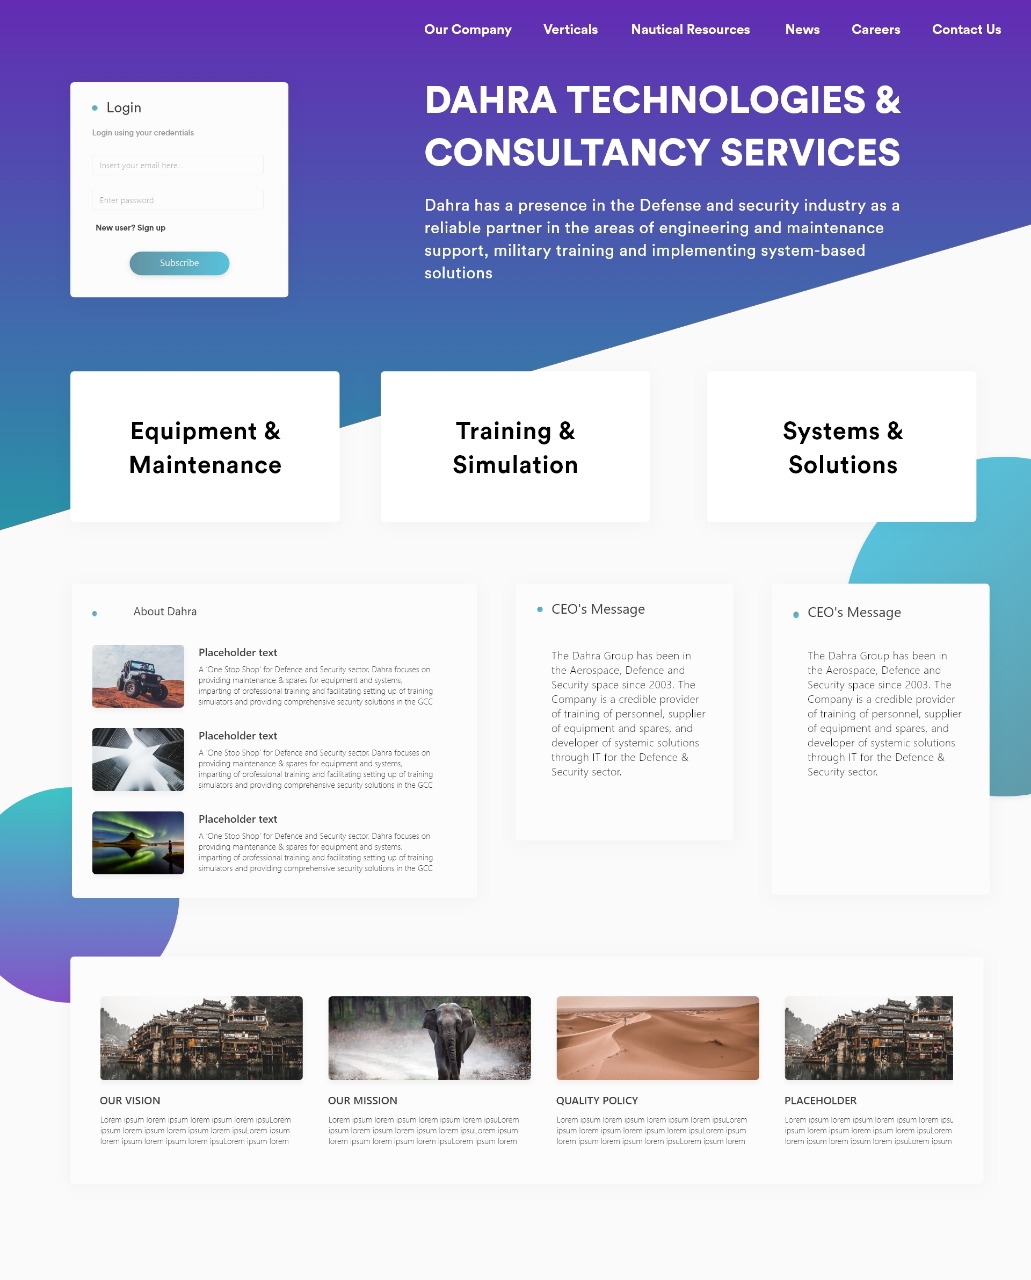 Our Company Verticals Nautical Resources News Careers Contact Us
Login
Login using your credentials
Insert your email here..
Enter password
New user? Sign up
Subscribe
DAHRA TECHNOLOGIES &
CONSULTANCY SERVICES
Dahra has a presence in the Defense and security industry as a
reliable partner in the areas of engineering and maintenance
support, military training and implementing system-based
solutions
Equipment &
Maintenance
Training &
Simulation
Systems &
Solutions
About Dahra
Placeholder text
A 'One Stop Shop' for Defence and Security sector. Dahra focuses on
providing maintenance & spares for equipment and systems,
imparting of professional training and facilitating setting up of training
simulators and providing comprehensive security solutions in the GCC
Placeholder text
A 'One Stop Shop' for Defence and Security sector. Dahra focuses on
providing maintenance & spares for equipment and systems,
imparting of professional training and facilitating setting up of training
simulators and providing comprehensive security solutions in the GCC
Placeholder text
A 'One Stop Shop' for Defence and Security sector. Dahra focuses on
providing maintenance & spares for equipment and systems,
imparting of professional training and facilitating setting up of training
simulators and providing comprehensive security solutions in the GCC
CEO's Message
The Dahra Group has been in
the Aerospace, Defence and
Security space since 2003. The
Company is a credible provider
of training of personnel, supplier
of equipment and spares, and
developer of systemic solutions
through IT for the Defence &
Security sector.
CEO's Message
The Dahra Group has been in
the Aerospace, Defence and
Security space since 2003. The
Company is a credible provider
of training of personnel, supplier
of equipment and spares, and
developer of systemic solutions
through IT for the Defence &
Security sector.
OUR VISION
Lorem ipsum lorem ipsum lorem ipsum lorem ipsuLorem
ipsum lorem ipsum lorem ipsum lorem ipsuLorem ipsum
lorem ipsum lorem ipsum lorem ipsuLorem ipsum lorem
OUR MISSION
Lorem ipsum lorem ipsum lorem ipsum lorem ipsuLorem
ipsum lorem ipsum lorem ipsum lorem ipsuLorem ipsum
lorem ipsum lorem ipsum lorem ipsuLorem ipsum lorem
QUALITY POLICY
Lorem ipsum lorem ipsum lorem ipsum lorem ipsuLorem
ipsum lorem ipsum lorem ipsum lorem ipsuLorem ipsum
lorem ipsum lorem ipsum lorem ipsuLorem ipsum lorem
PLACEHOLDER
Lorem ipsum lorem ipsum lorem ipsum lorem ipsu
ipsum lorem ipsum lorem ipsum lorem ipsuLorem
lorem ipsum lorem ipsum lorem ipsuLorem ipsum